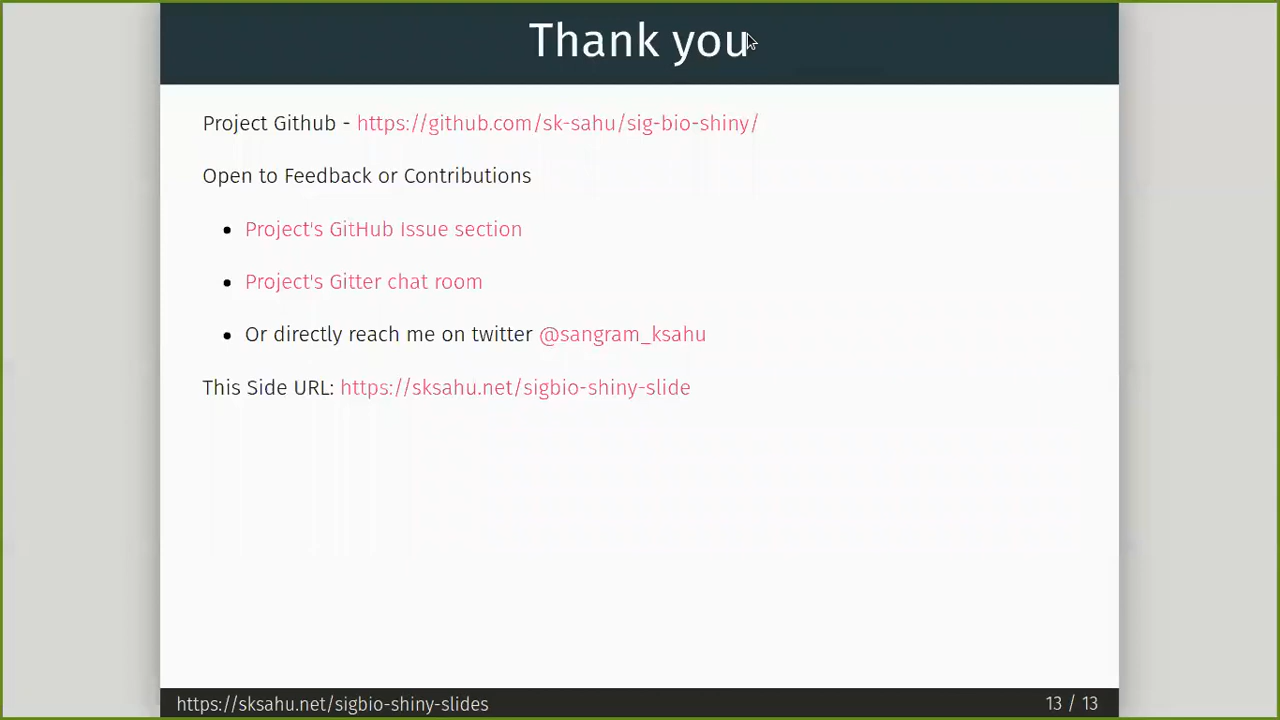 Thank you
Project Github - https://github.com/sk-sahu/sig-bio-shiny/
Open to Feedback or Contributions
Project's GitHub Issue section
Project's Gitter chat room
Or directly reach me on twitter @sangram_ksahu
This Side URL: https://sksahu.net/sigbio-shiny-slide
https://sksahu.net/sigbio-shiny-slides
13 / 13